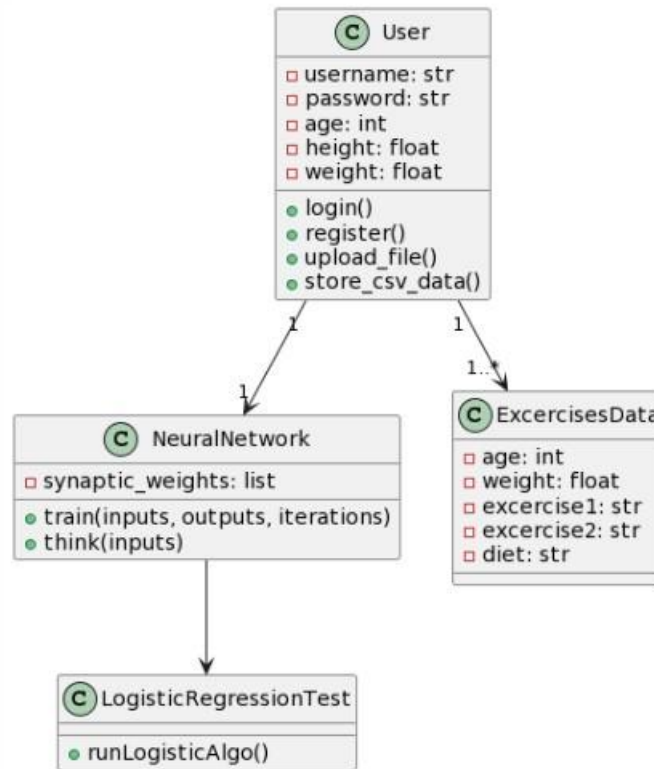 C User
username: str
password: str
age: int
height: float
weight: float
login()
register()
upload_file()
store_csv_data()
1
1
1
1..*
C NeuralNetwork
synaptic_weights: list
train(inputs, outputs, iterations)
think(inputs)
C ExcercisesData
age: int
weight: float
excercise1: str
excercise2: str
diet: str
C LogisticRegressionTest
runLogisticAlgo()